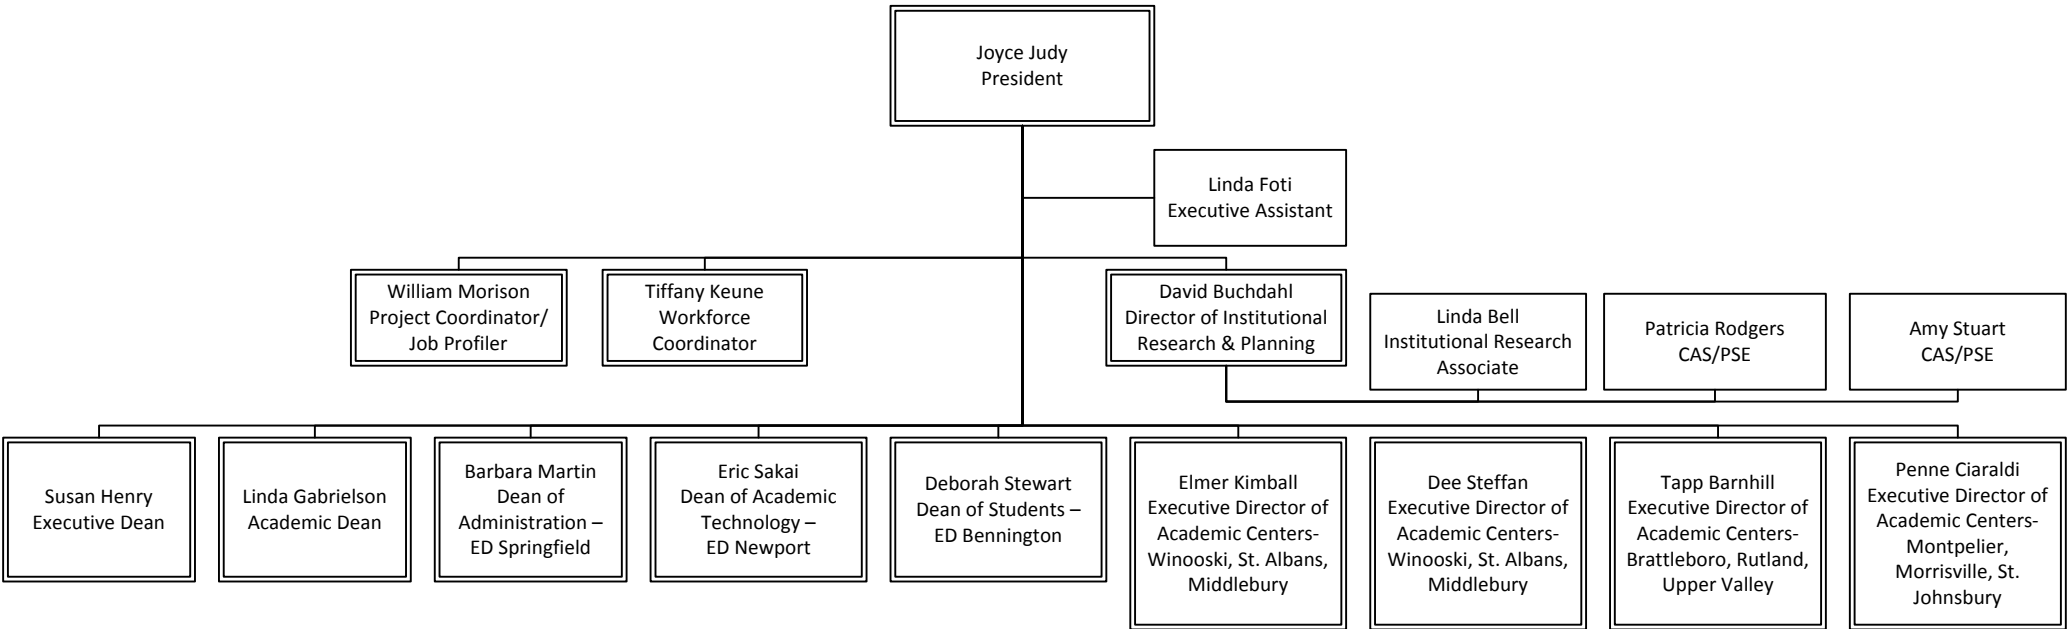 Joyce Judy
President
Linda Foti
Executive Assistant
William Morison
Project Coordinator/
Job Profiler
Tiffany Keune
Workforce
Coordinator
David Buchdahl
Director of Institutional
Research & Planning
Linda Bell
Institutional Research
Associate
Patricia Rodgers
CAS/PSE
Amy Stuart
CAS/PSE
Susan Henry
Executive Dean
Linda Gabrielson
Academic Dean
Barbara Martin
Dean of
Administration –
ED Springfield
Eric Sakai
Dean of Academic
Technology –
ED Newport
Deborah Stewart
Dean of Students –
ED Bennington
Elmer Kimball
Executive Director of
Academic Centers-
Winooski, St. Albans,
Middlebury
Dee Steffan
Executive Director of
Academic Centers-
Winooski, St. Albans,
Middlebury
Tapp Barnhill
Executive Director of
Academic Centers-
Brattleboro, Rutland,
Upper Valley
Penne Ciaraldi
Executive Director of
Academic Centers-
Montpelier,
Morrisville, St.
Johnsbury